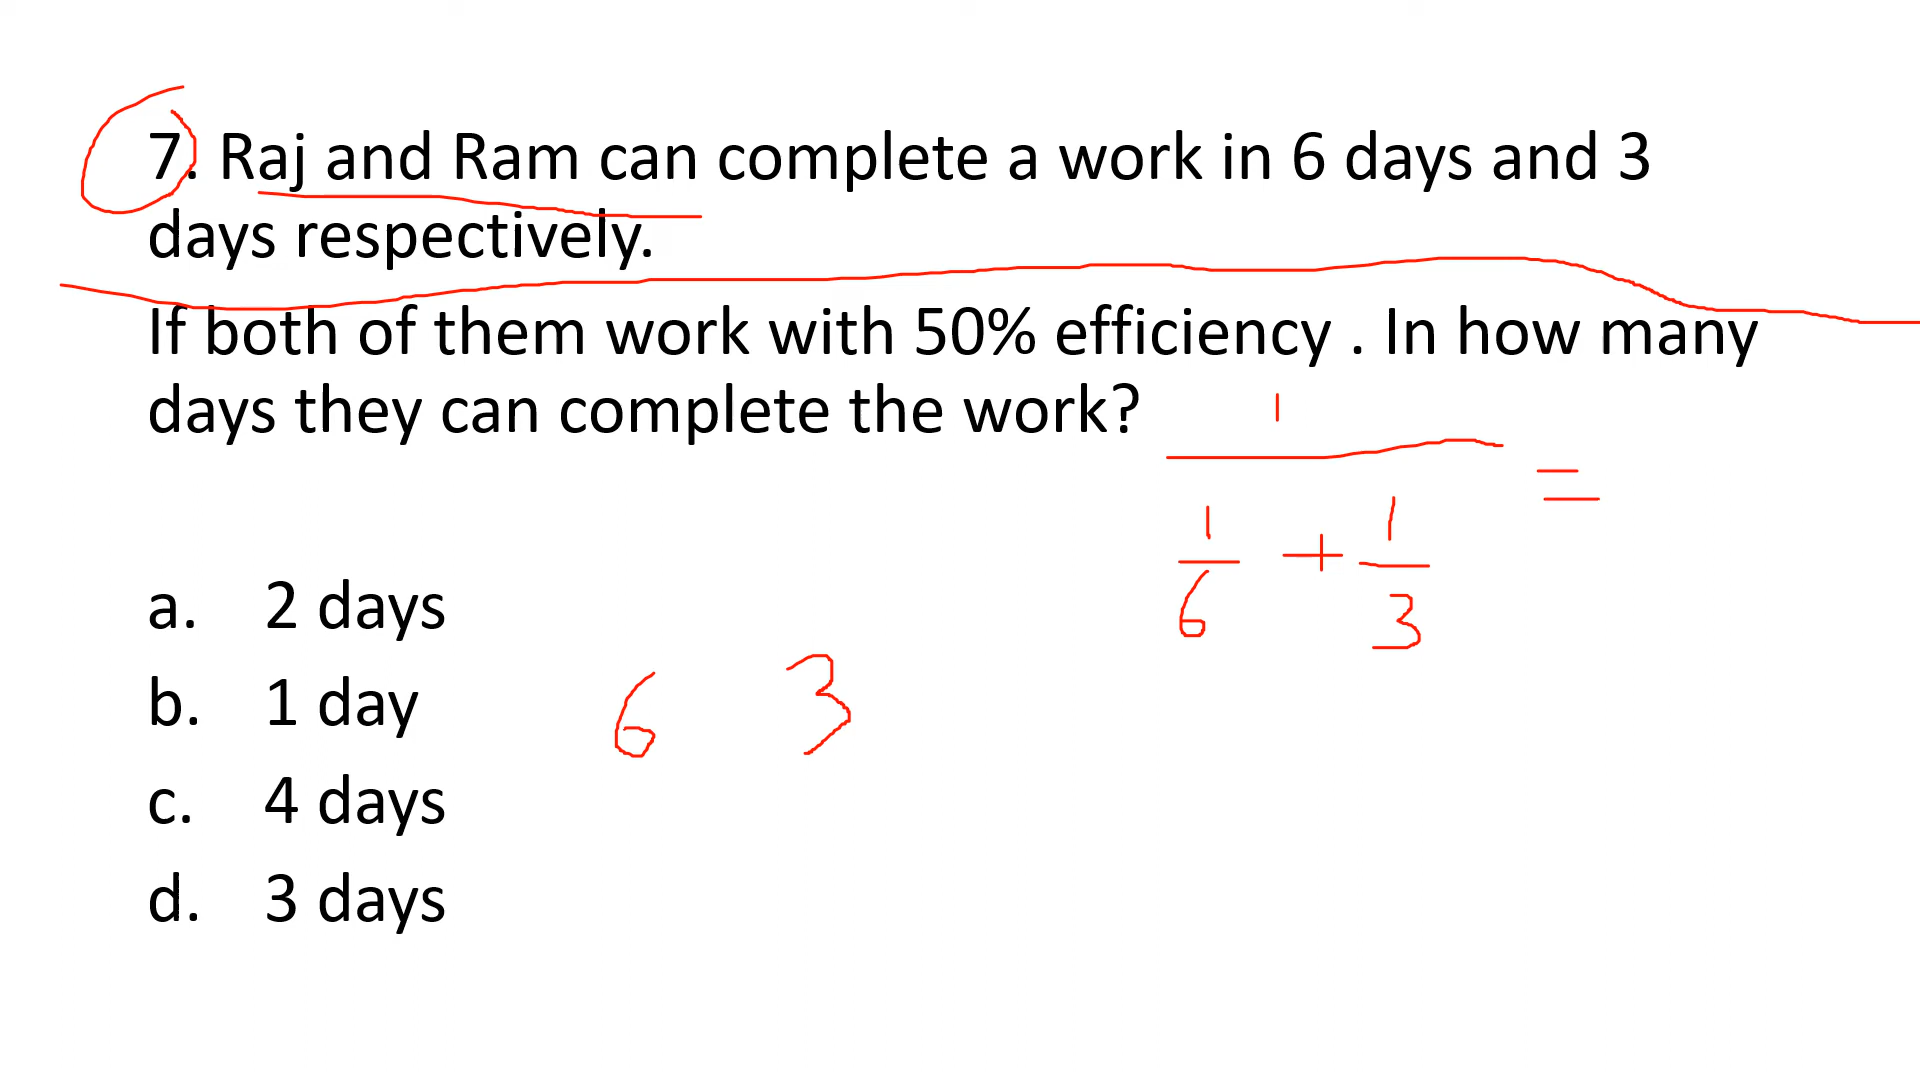 7. Raj and Ram can complete a work in 6 days and 3
days respectively.
If both of them work with 50% efficiency . In how many
days they can complete the work?
1
=
1 + 1
6 3
a. 2 days
b. 1 day
6 3
c. 4 days
d. 3 days